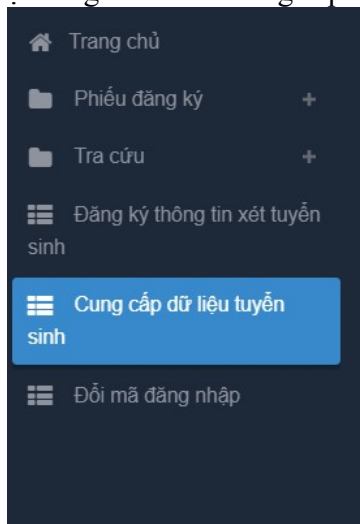 Trang chủ
Phiếu đăng ký +
Tra cứu +
Đăng ký thông tin xét tuyển
sinh
Cung cấp dữ liệu tuyển
sinh
Đổi mã đăng nhập